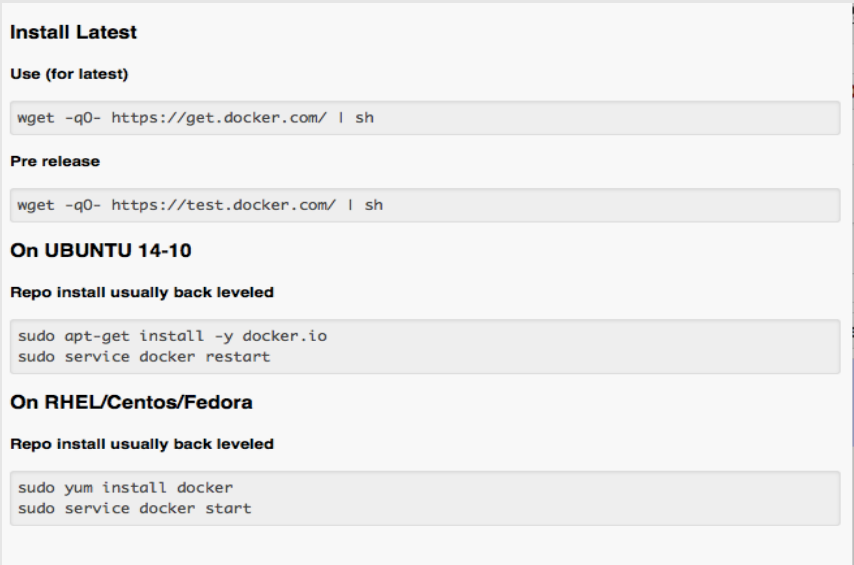 Install Latest
Use (for latest)
wget -qO- https://get.docker.com/ | sh
Pre release
wget -qO- https://test.docker.com/ | sh
On UBUNTU 14-10
Repo install usually back leveled
sudo apt-get install -y docker.io
sudo service docker restart
On RHEL/Centos/Fedora
Repo install usually back leveled
sudo yum install docker
sudo service docker start